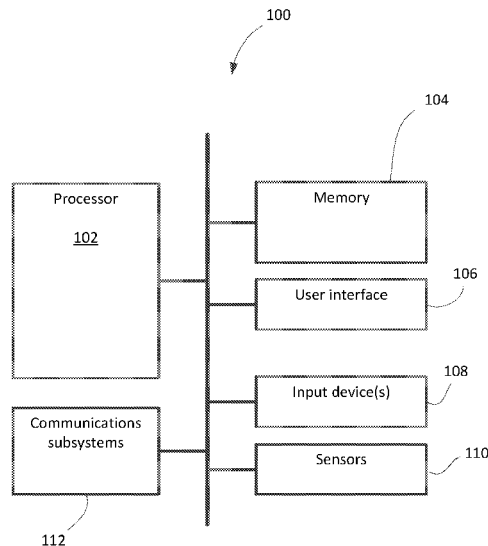 100
104
Processor
102
Memory
106
User interface
108
Input device(s)
Communications
subsystems
Sensors
110
112